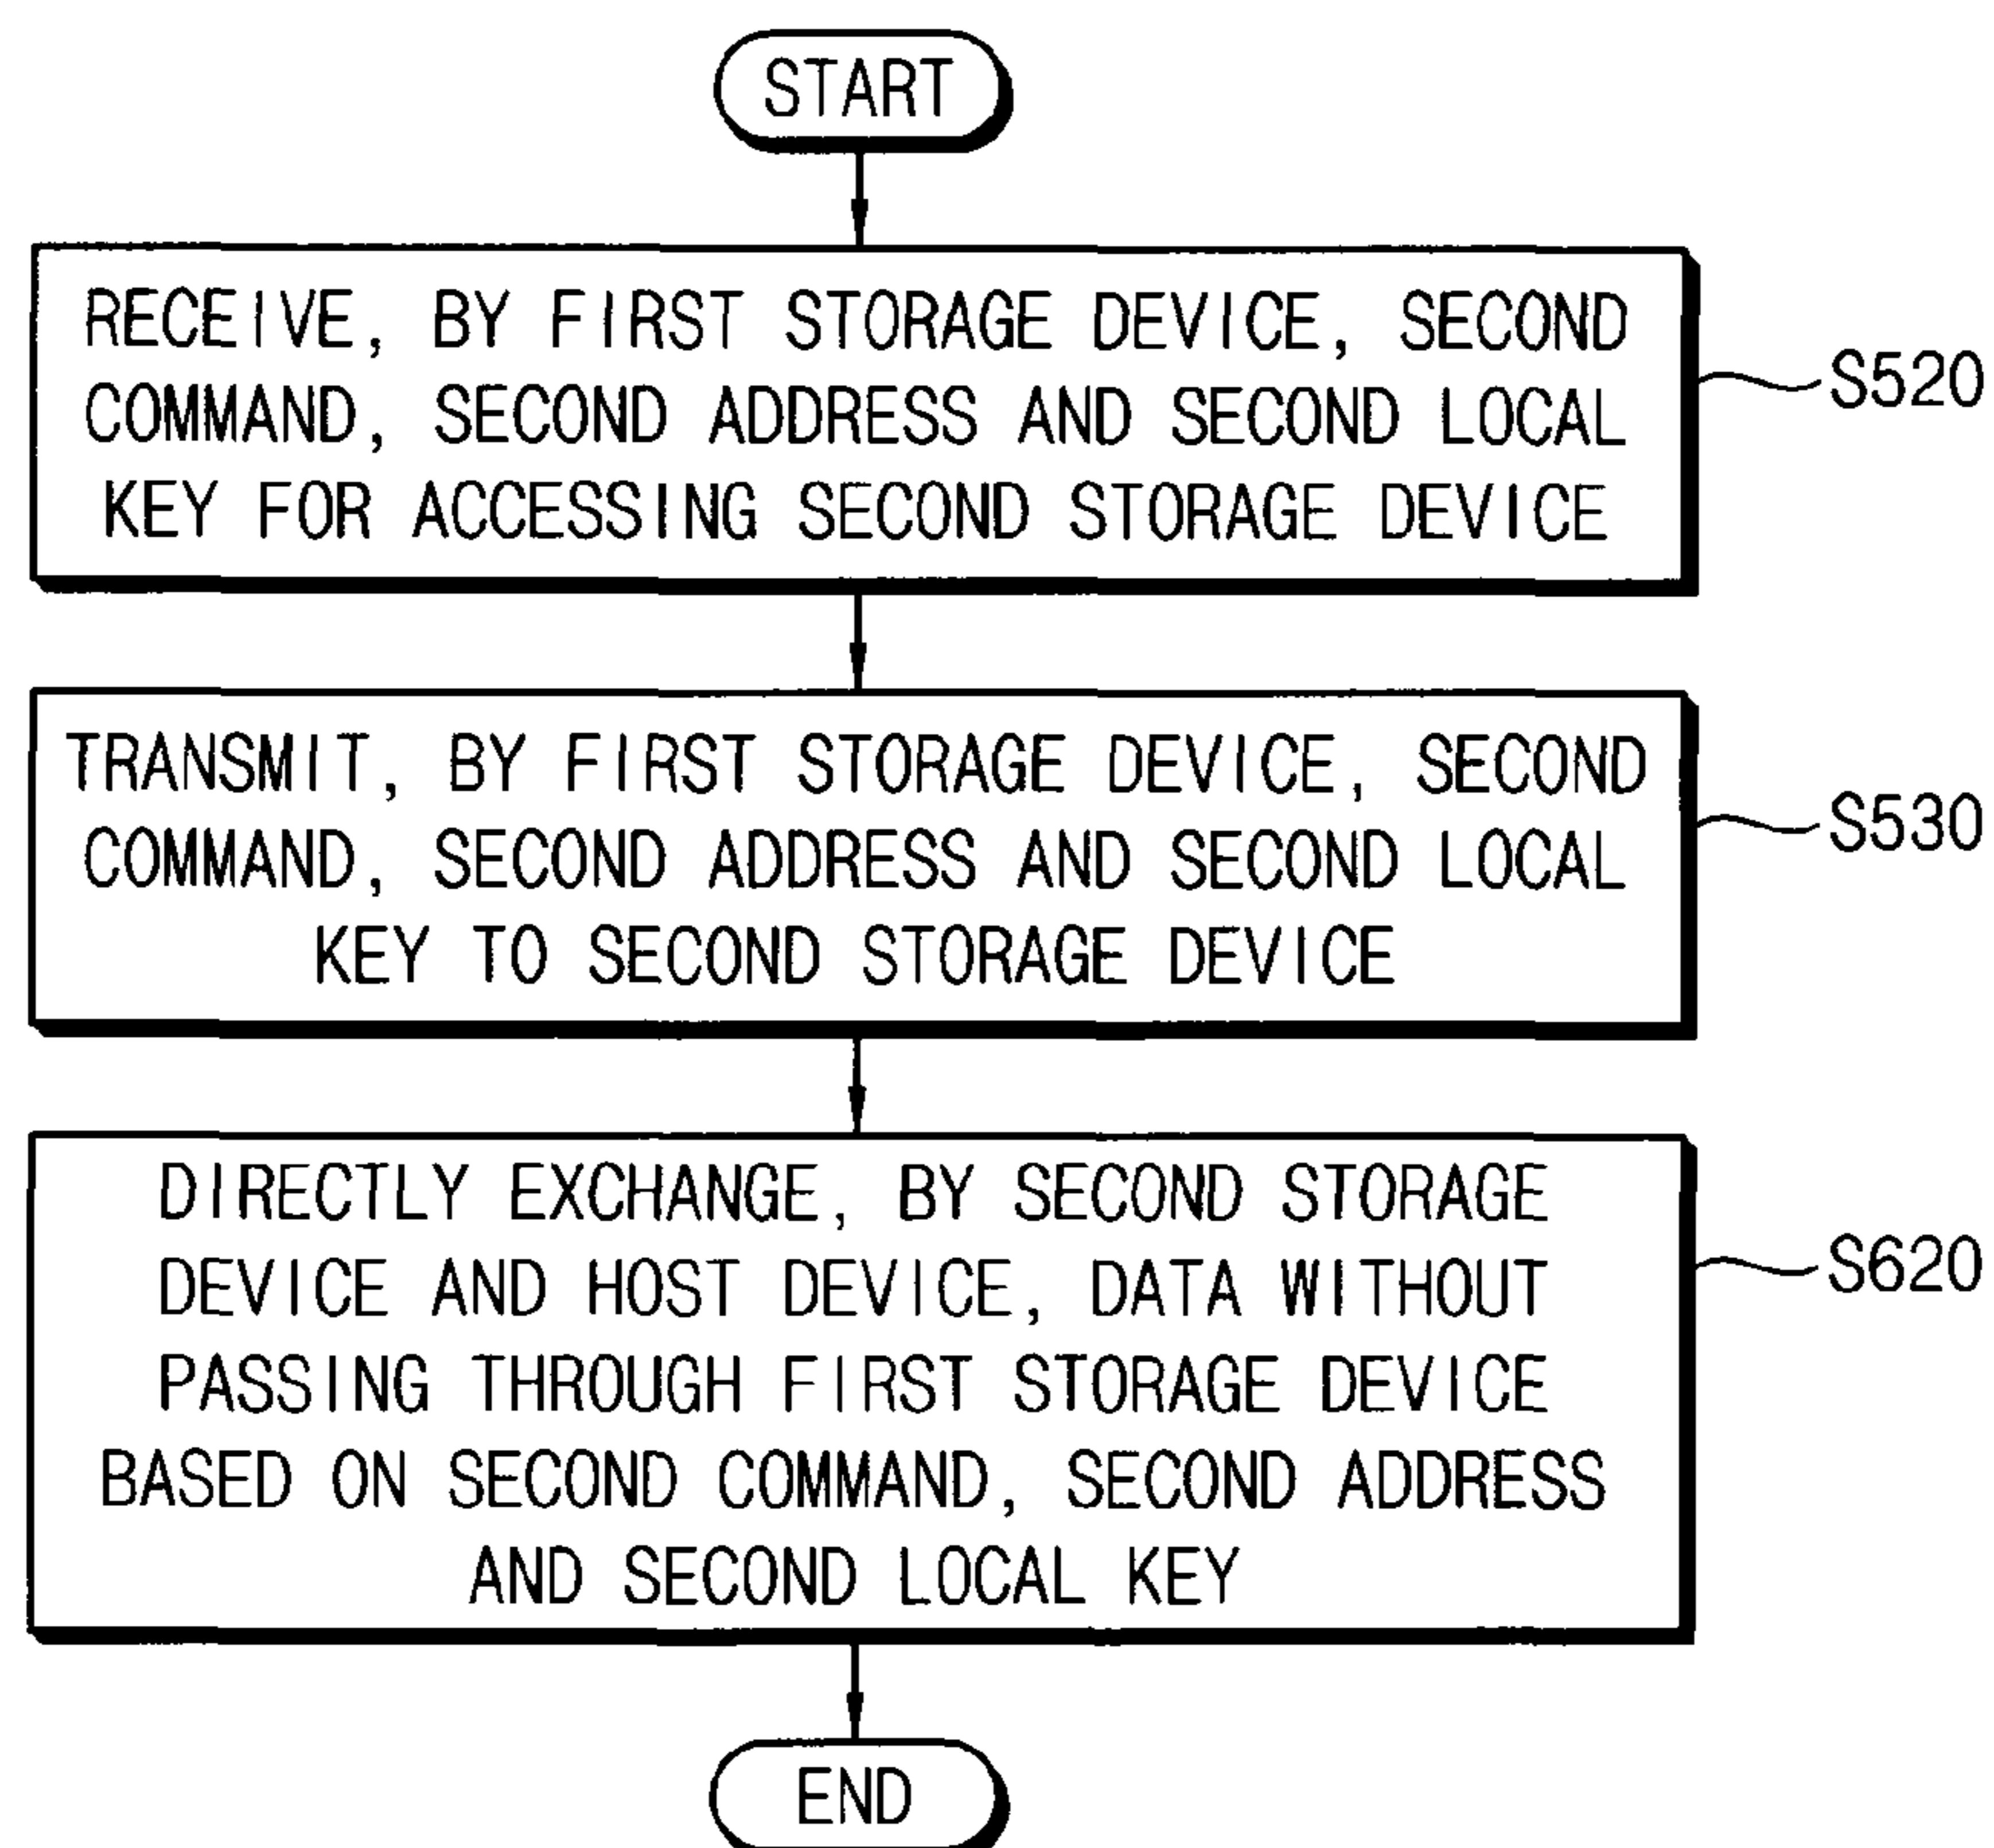 START
RECEIVE, BY FIRST STORAGE DEVICE, SECOND
COMMAND, SECOND ADDRESS AND SECOND LOCAL
KEY FOR ACCESSING SECOND STORAGE DEVICE
S520
TRANSMIT, BY FIRST STORAGE DEVICE, SECOND
COMMAND, SECOND ADDRESS AND SECOND LOCAL
KEY TO SECOND STORAGE DEVICE
S530
DIRECTLY EXCHANGE, BY SECOND STORAGE
DEVICE AND HOST DEVICE, DATA WITHOUT
PASSING THROUGH FIRST STORAGE DEVICE
BASED ON SECOND COMMAND, SECOND ADDRESS
AND SECOND LOCAL KEY
S620
END